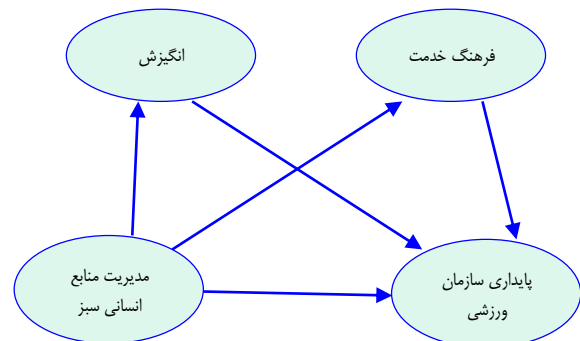 فرهنگ خدمت
انگیزش
پایداری سازمان
ورزشی
مدیریت منابع
انسانی سبز